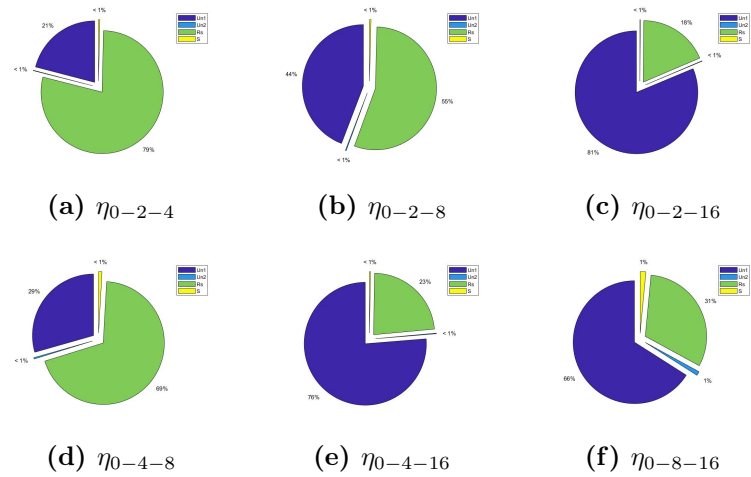 < 1%
21%
< 1%
79%
Un1
Un2
Rs
S
(a) η0−2−4
< 1%
44%
55%
< 1%
Un1
Un2
Rs
S
(b) η0−2−8
< 1%
18%
< 1%
81%
Un1
Un2
Rs
S
(c) η0−2−16
< 1%
29%
< 1%
69%
Un1
Un2
Rs
S
(d) η0−4−8
< 1%
23%
< 1%
76%
Un1
Un2
Rs
S
(e) η0−4−16
1%
31%
66%
1%
Un1
Un2
Rs
S
(f) η0−8−16